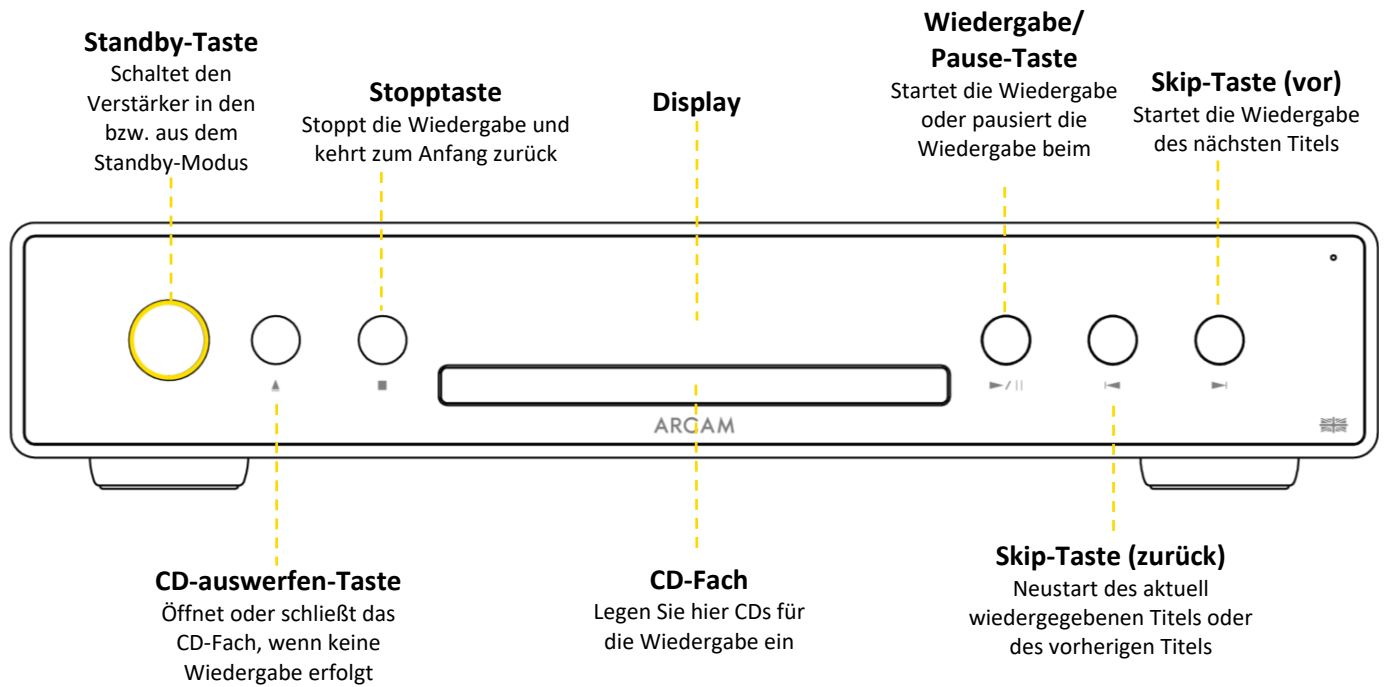 Standby-Taste
Schaltet den
Verstärker in den
bzw. aus dem
Standby-Modus
Stopptaste
Stoppt die Wiedergabe und
kehrt zum Anfang zurück
Display
Wiedergabe/
Pause-Taste
Startet die Wiedergabe
oder pausiert die
Wiedergabe beim
Skip-Taste (vor)
Startet die Wiedergabe
des nächsten Titels
ARCAM
CD-auswerfen-Taste
Öffnet oder schließt das
CD-Fach, wenn keine
Wiedergabe erfolgt
CD-Fach
Legen Sie hier CDs für
die Wiedergabe ein
Skip-Taste (zurück)
Neustart des aktuell
wiedergegebenen Titels oder
des vorherigen Titels